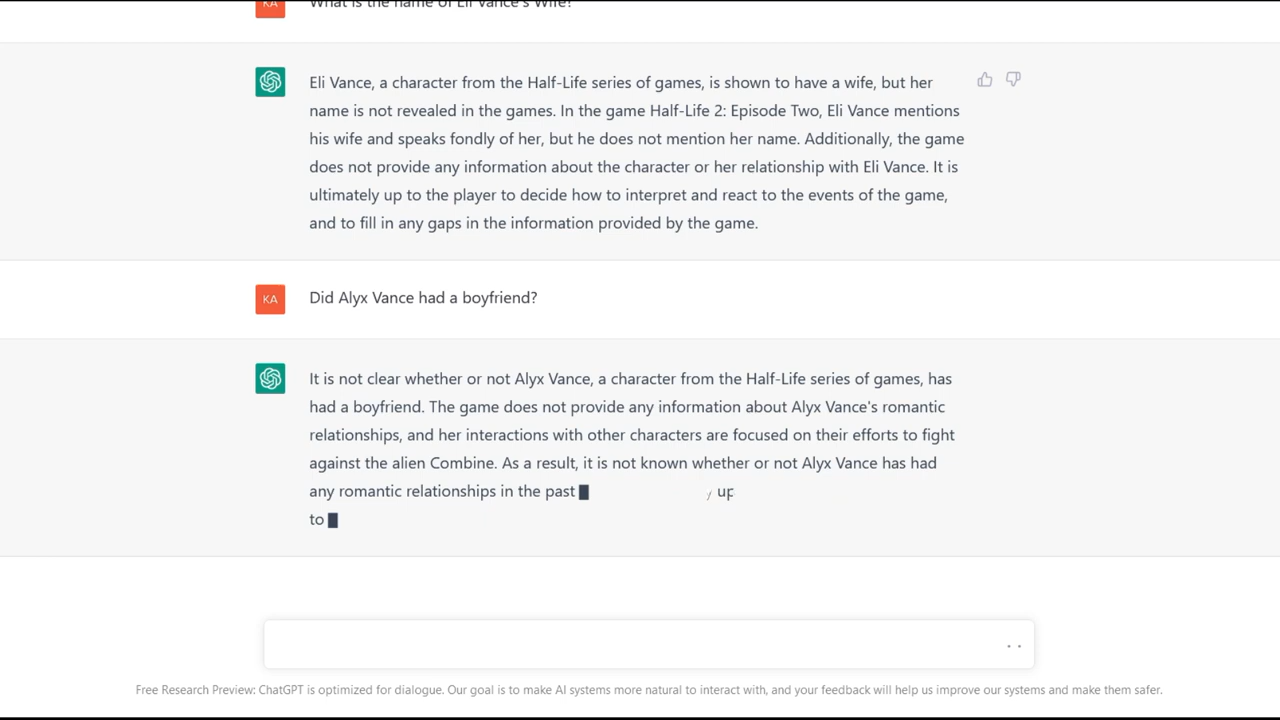 KA
What is the name of Eli Vance's Wife?
Eli Vance, a character from the Half-Life series of games, is shown to have a wife, but her
name is not revealed in the games. In the game Half-Life 2: Episode Two, Eli Vance mentions
his wife and speaks fondly of her, but he does not mention her name. Additionally, the game
does not provide any information about the character or her relationship with Eli Vance. It is
ultimately up to the player to decide how to interpret and react to the events of the game,
and to fill in any gaps in the information provided by the game.
KA
Did Alyx Vance had a boyfriend?
It is not clear whether or not Alyx Vance, a character from the Half-Life series of games, has
had a boyfriend. The game does not provide any information about Alyx Vance's romantic
relationships, and her interactions with other characters are focused on their efforts to fight
against the alien Combine. As a result, it is not known whether or not Alyx Vance has had
any romantic relationships in the past up
to
Free Research Preview: ChatGPT is optimized for dialogue. Our goal is to make AI systems more natural to interact with, and your feedback will help us improve our systems and make them safer.